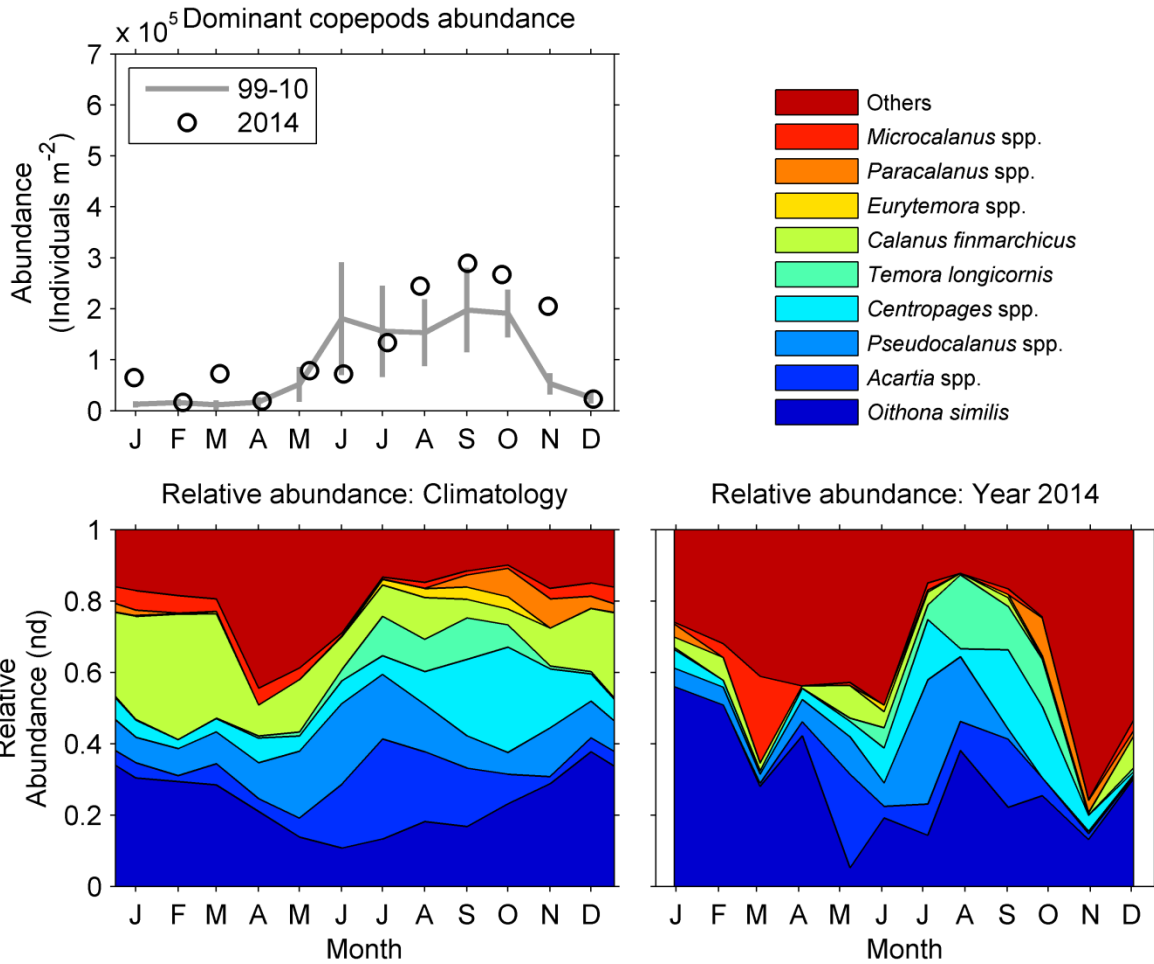 Dominant copepods abundance
x 10^5
7
6
5
4
3
2
1
0
Abundance
(Individuals m^-2)
99-10
2014
J F M A M J J A S O N D
Others
Microcalanus spp.
Paracalanus spp.
Eurytemora spp.
Calanus finmarchicus
Temora longicornis
Centropages spp.
Pseudocalanus spp.
Acartia spp.
Oithona similis
Relative abundance: Climatology
1
0.8
0.6
0.4
0.2
0
Relative
Abundance (nd)
J F M A M J J A S O N D
Month
Relative abundance: Year 2014
J F M A M J J A S O N D
Month